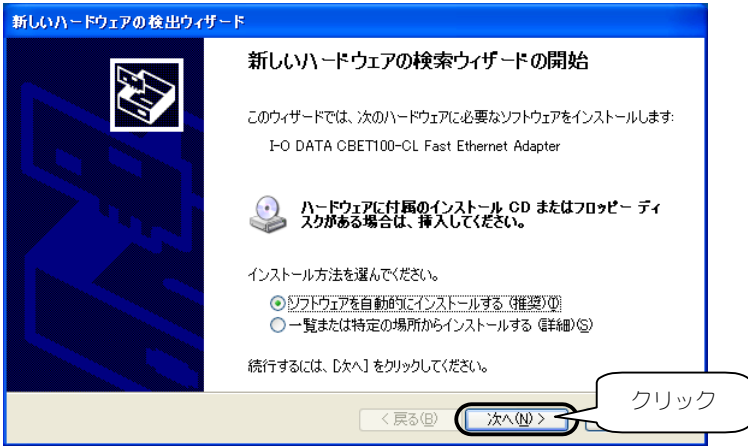 新しいハードウェアの検出ウィザード
新しいハードウェアの検索ウィザードの開始
このウィザードでは、次のハードウェアに必要なソフトウェアをインストールします:
I-O DATA CBET100-CL Fast Ethernet Adapter
ハードウェアに付属のインストール CD またはフロッピー ディ
スクがある場合は、挿入してください。
インストール方法を選んでください。
ソフトウェアを自動的にインストールする (推奨)(I)
一覧または特定の場所からインストールする (詳細)(S)
続行するには、[次へ] をクリックしてください。
< 戻る(B)
次へ(N) >
クリック